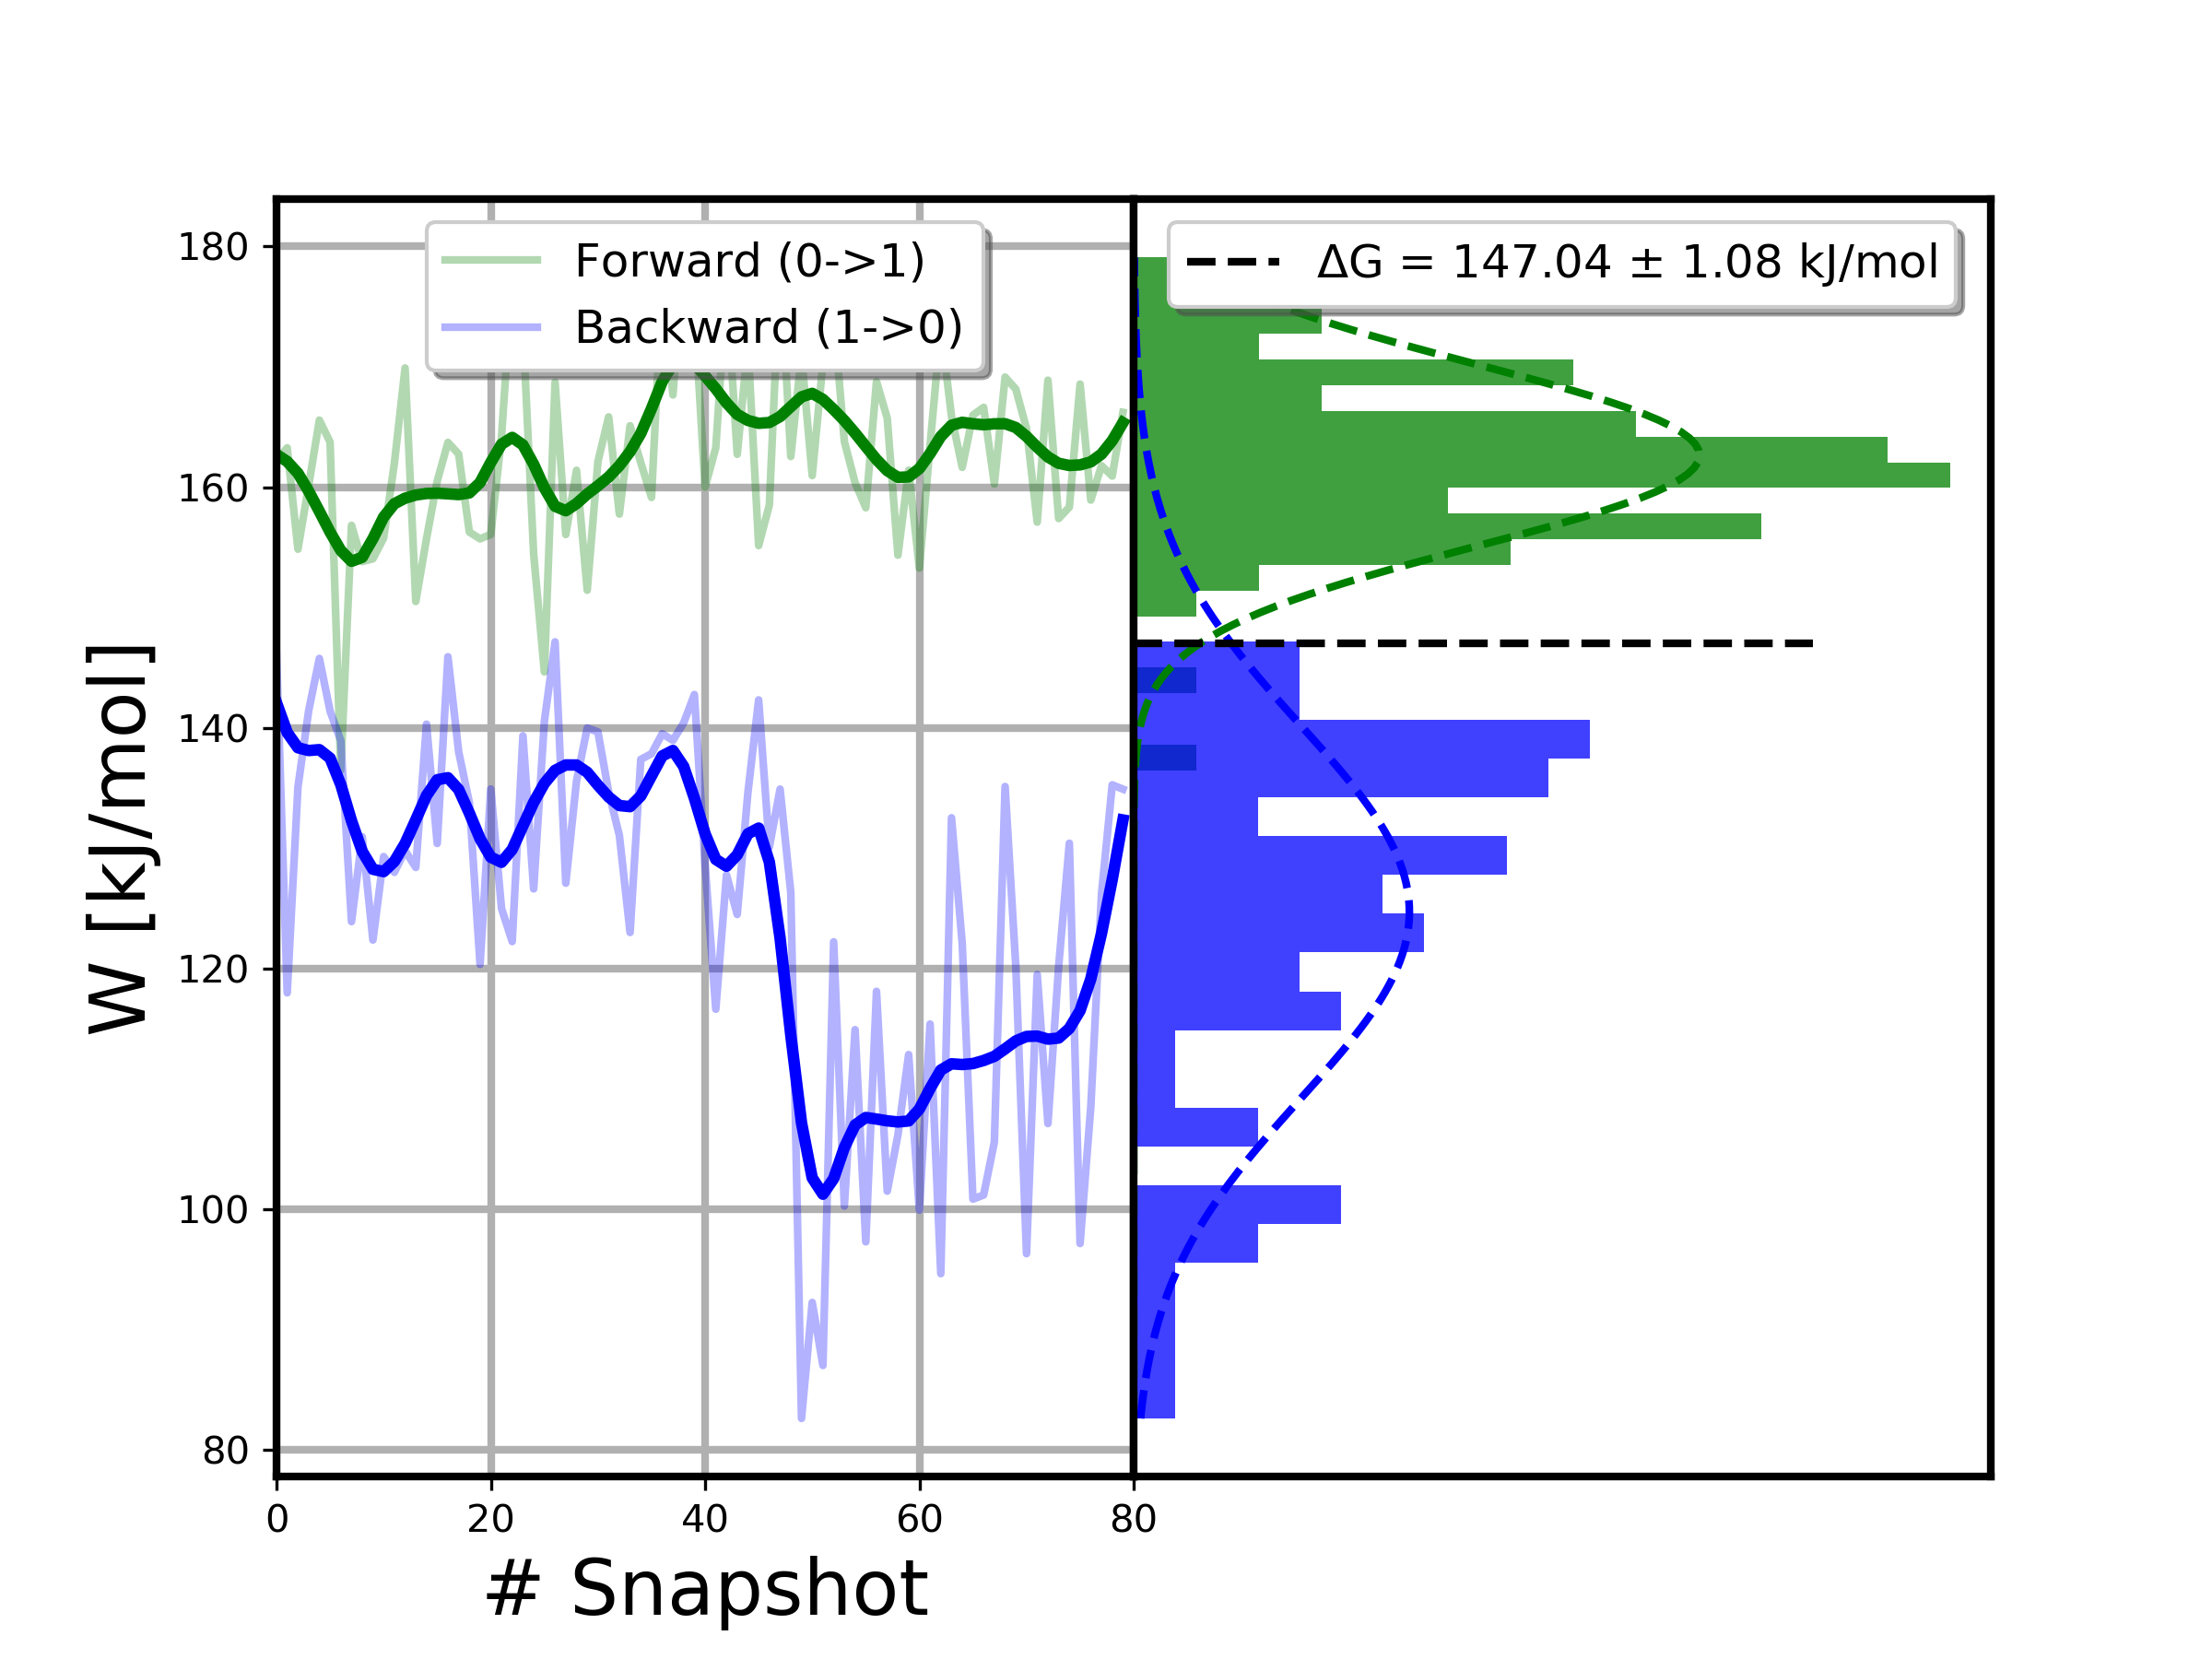 Forward (0->1)
Backward (1->0)
ΔG = 147.04 ± 1.08 kJ/mol
W [kJ/mol]
180
160
140
120
100
80
0 20 40 60 80
# Snapshot